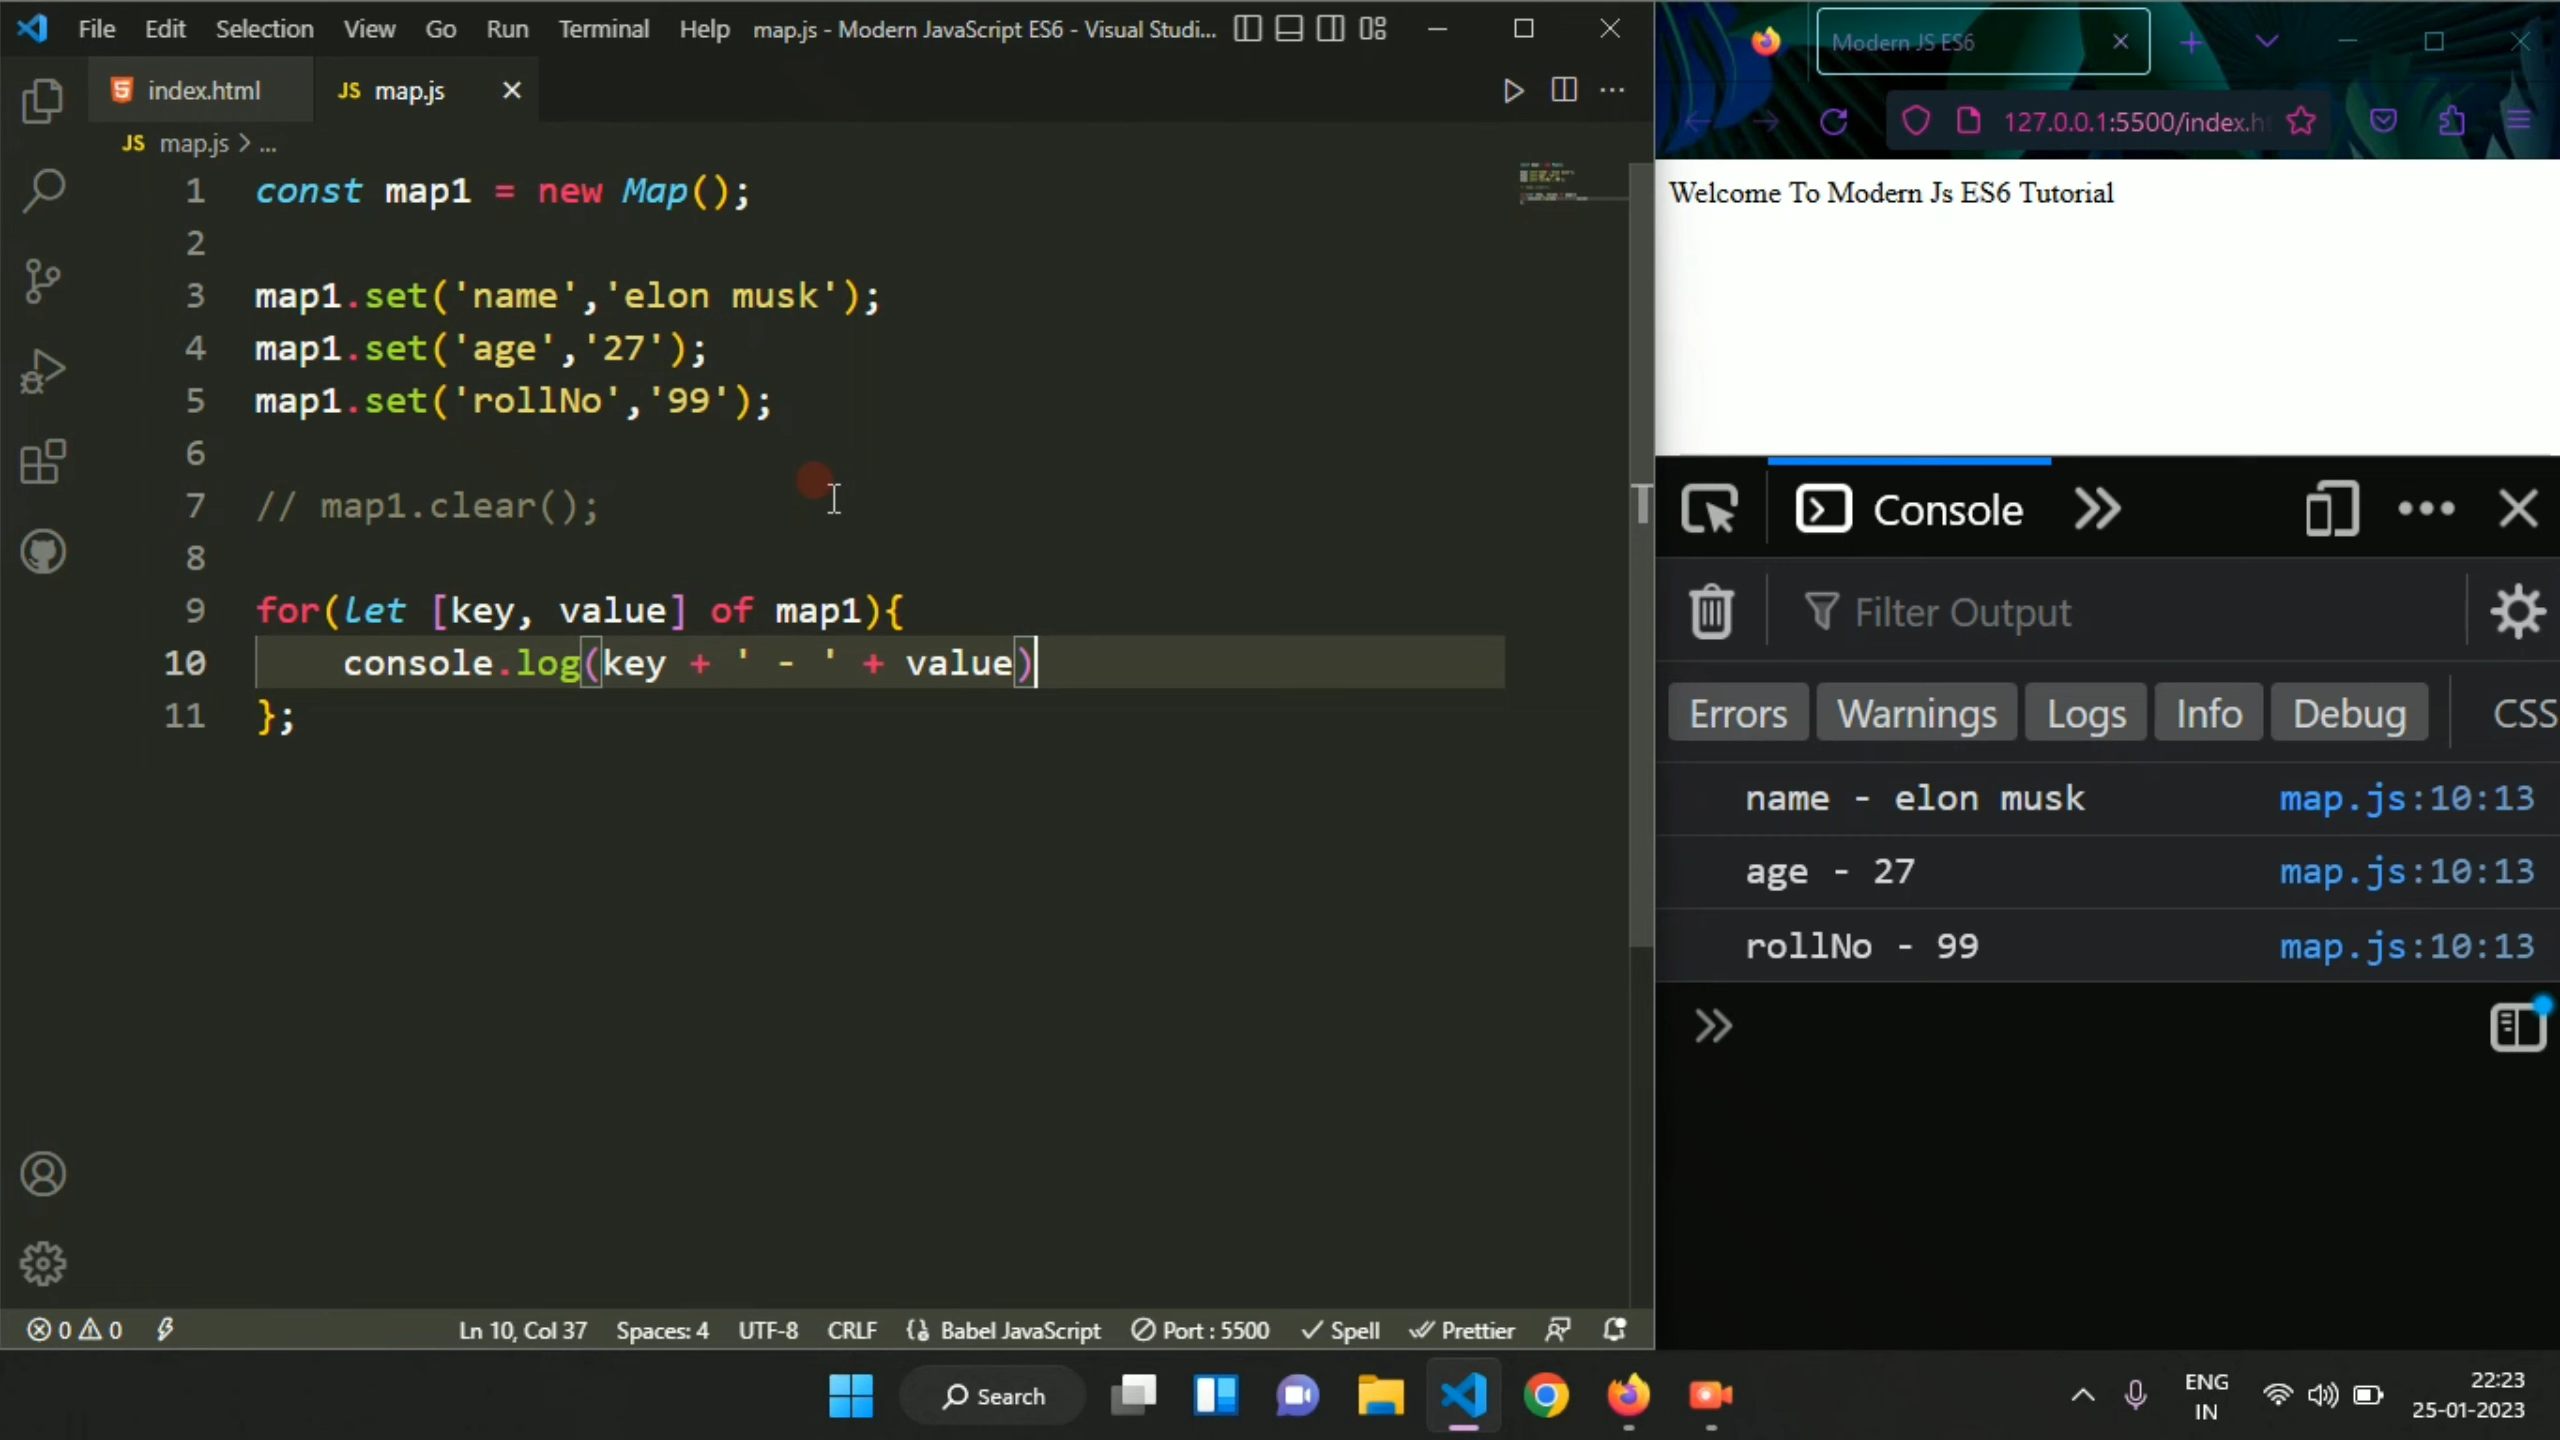 File Edit Selection View Go Run Terminal Help map.js - Modern JavaScript ES6 - Visual Studi...
index.html
JS map.js
JS map.js > ...
1 const map1 = new Map();
2
3 map1.set('name','elon musk');
4 map1.set('age','27');
5 map1.set('rollNo','99');
6
7 // map1.clear();
8
9 for(let [key, value] of map1){
10 console.log(key + ' - ' + value)
11 };
0 0
Ln 10, Col 37 Spaces: 4 UTF-8 CRLF Babel JavaScript Port : 5500 Spell Prettier
Modern JS ES6
127.0.0.1:5500/index.h
Welcome To Modern Js ES6 Tutorial
Console
Filter Output
Errors Warnings Logs Info Debug CSS
name - elon musk map.js:10:13
age - 27 map.js:10:13
rollNo - 99 map.js:10:13
Search
ENG
IN
22:23
25-01-2023